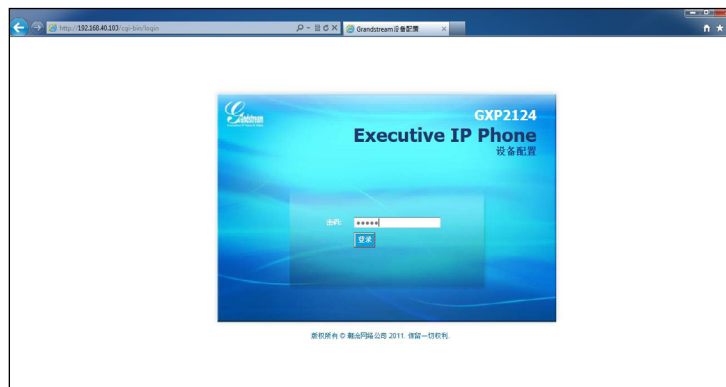 http://192.168.40.103/cgi-bin/login
Grandstream设备配置
Grandstream
GXP2124
Executive IP Phone
设备配置
密码:
登录
版权所有 © 潮流网络公司 2011. 保留一切权利.